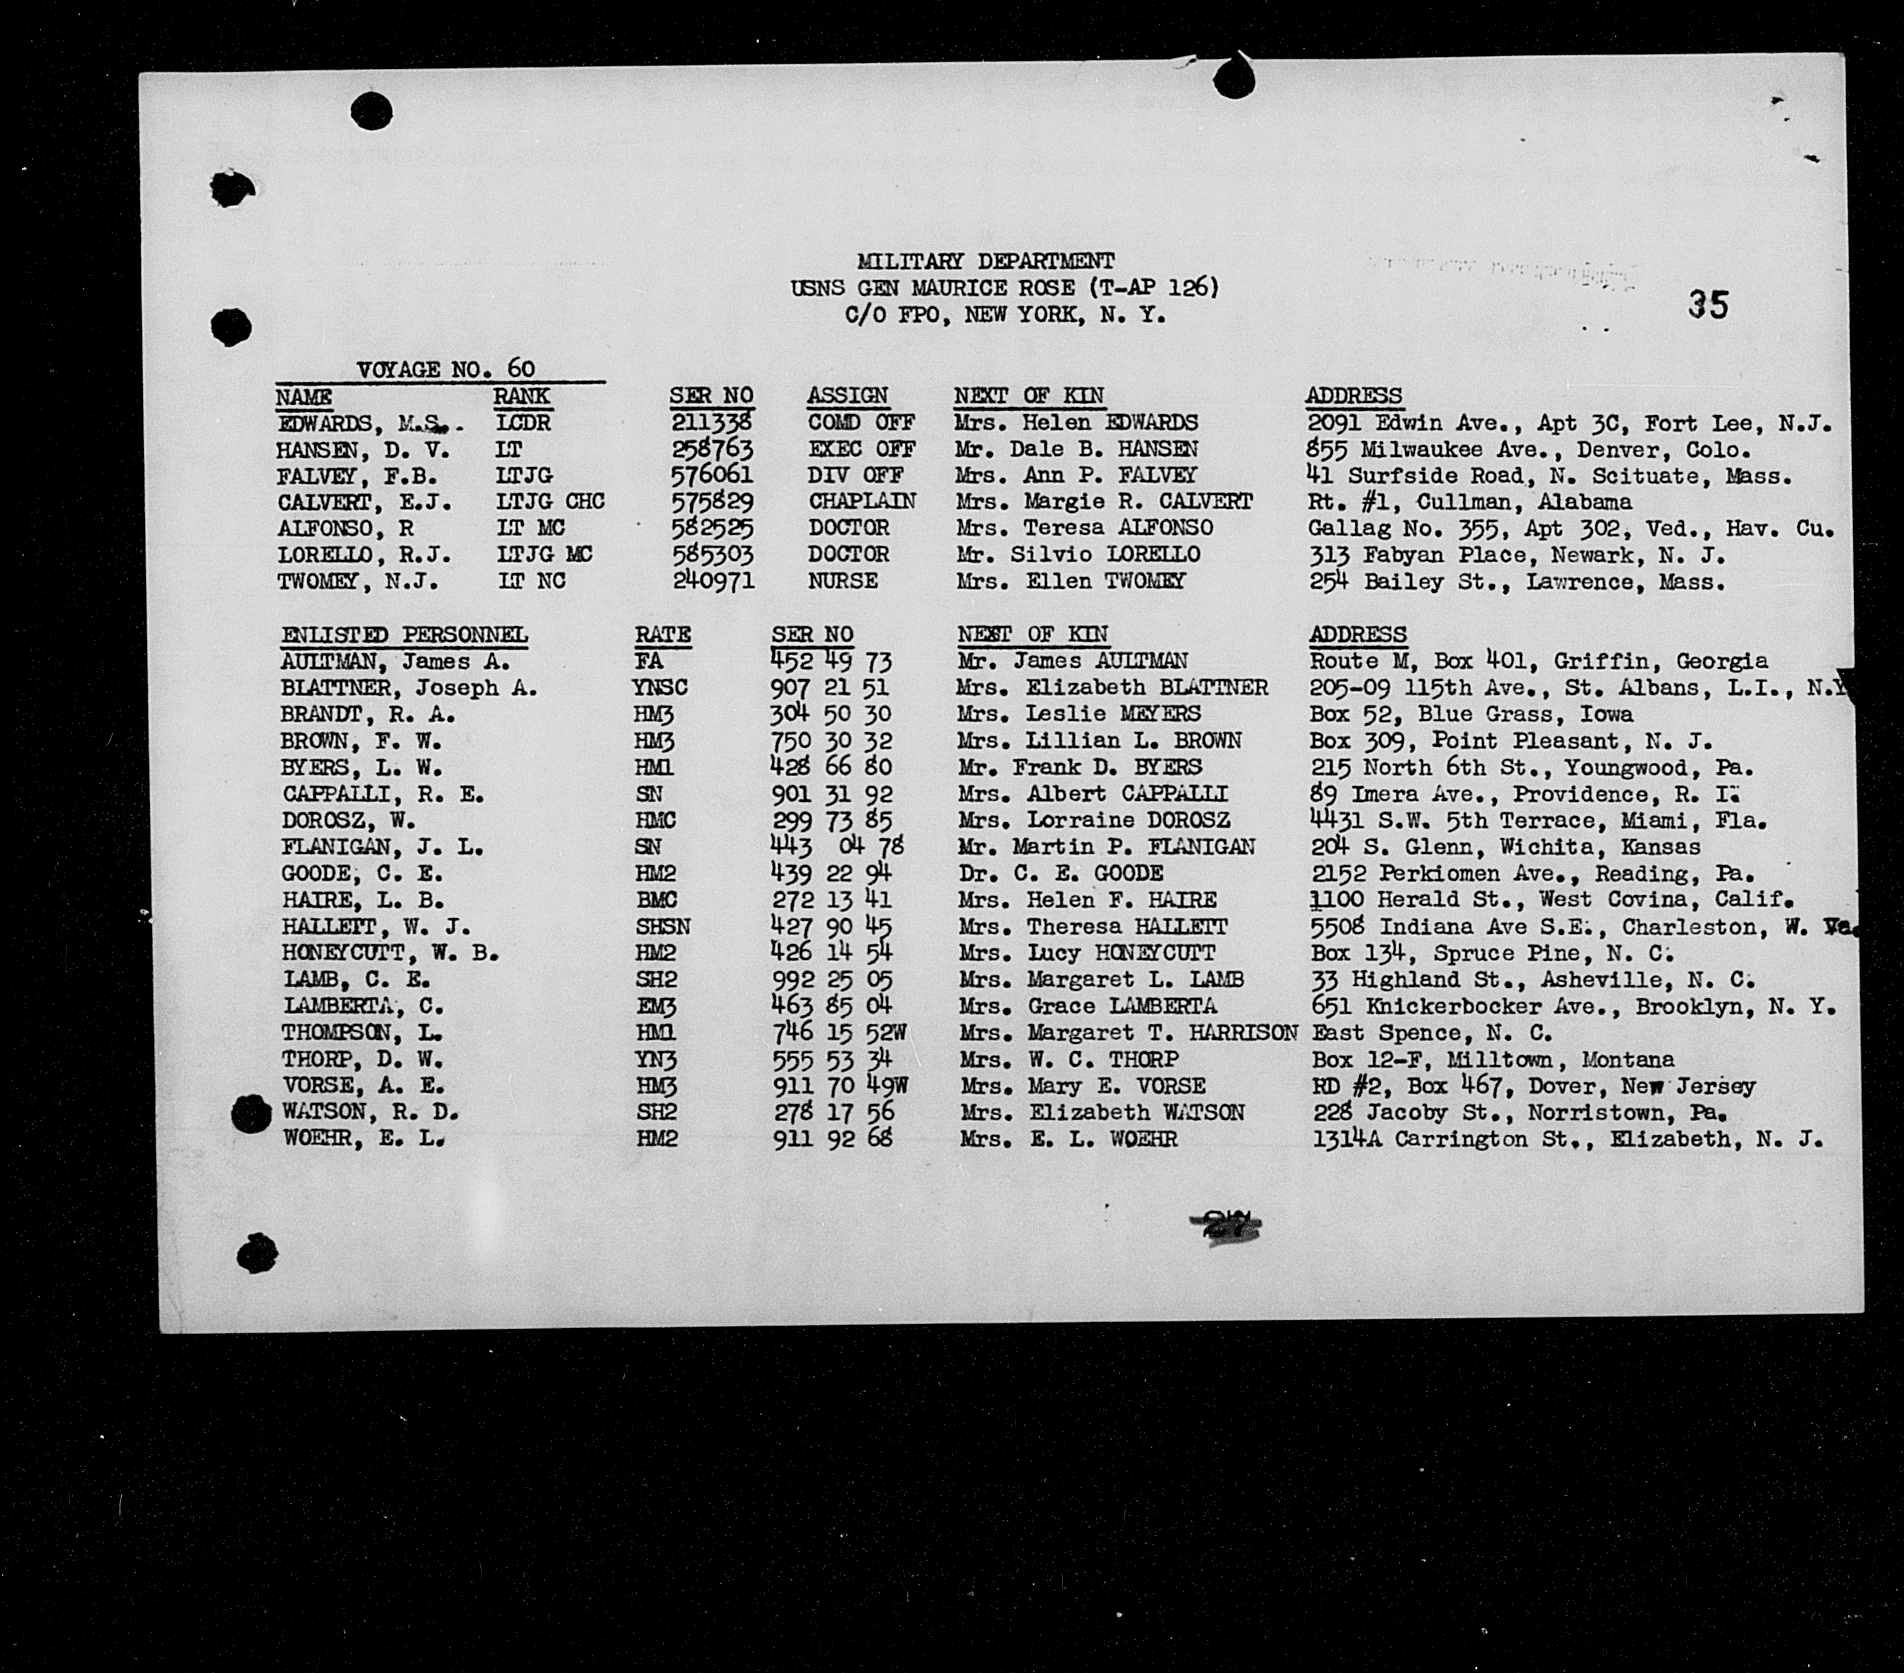 MILITARY DEPARTMENT
USNS GEN MAURICE ROSE (T-AP 126)
C/O FPO, NEW YORK, N. Y.
35
VOYAGE NO. 60
NAME RANK SER NO ASSIGN NEXT OF KIN ADDRESS
EDWARDS, M.S. LCDR 211338 COMD OFF Mrs. Helen EDWARDS 2091 Edwin Ave., Apt 3C, Fort Lee, N.J.
HANSEN, D. V. LT 258763 EXEC OFF Mr. Dale B. HANSEN 855 Milwaukee Ave., Denver, Colo.
FALVEY, F.B. LTJG 576061 DIV OFF Mrs. Ann P. FALVEY 41 Surfside Road, N. Scituate, Mass.
CALVERT, E.J. LTJG CHC 575829 CHAPLAIN Mrs. Margie R. CALVERT Rt. #1, Cullman, Alabama
ALFONSO, R LT MC 582525 DOCTOR Mrs. Teresa ALFONSO Gallag No. 355, Apt 302, Ved., Hav. Cu.
LORELLO, R.J. LTJG MC 585303 DOCTOR Mr. Silvio LORELLO 313 Fabyan Place, Newark, N. J.
TWOMEY, N.J. LT NC 240971 NURSE Mrs. Ellen TWOMEY 254 Bailey St., Lawrence, Mass.
ENLISTED PERSONNEL RATE SER NO NEXT OF KIN ADDRESS
AULTMAN, James A. FA 452 49 73 Mr. James AULTMAN Route M, Box 401, Griffin, Georgia
BLATTNER, Joseph A. YNSC 907 21 51 Mrs. Elizabeth BLATTNER 205-09 115th Ave., St. Albans, L.I., N.Y
BRANDT, R. A. HM3 304 50 30 Mrs. Leslie MEYERS Box 52, Blue Grass, Iowa
BROWN, F. W. HM3 750 30 32 Mrs. Lillian L. BROWN Box 309, Point Pleasant, N. J.
BYERS, L. W. HM1 428 66 80 Mr. Frank D. BYERS 215 North 6th St., Youngwood, Pa.
CAPPALLI, R. E. SN 901 31 92 Mrs. Albert CAPPALLI 89 Imera Ave., Providence, R. I.
DOROSZ, W. HMC 299 73 85 Mrs. Lorraine DOROSZ 4431 S.W. 5th Terrace, Miami, Fla.
FLANIGAN, J. L. SN 443 04 78 Mr. Martin P. FLANIGAN 204 S. Glenn, Wichita, Kansas
GOODE, C. E. HM2 439 22 94 Dr. C. E. GOODE 2152 Perkiomen Ave., Reading, Pa.
HAIRE, L. B. BMC 272 13 41 Mrs. Helen F. HAIRE 1100 Herald St., West Covina, Calif.
HALLETT, W. J. SHSN 427 90 45 Mrs. Theresa HALLETT 5508 Indiana Ave S.E., Charleston, W. Va.
HONEYCUTT, W. B. HM2 426 14 54 Mrs. Lucy HONEYCUTT Box 134, Spruce Pine, N. C.
LAMB, C. E. SH2 992 25 05 Mrs. Margaret L. LAMB 33 Highland St., Asheville, N. C.
LAMBERTA, C. EM3 463 85 04 Mrs. Grace LAMBERTA 651 Knickerbocker Ave., Brooklyn, N. Y.
THOMPSON, L. HM1 746 15 52W Mrs. Margaret T. HARRISON East Spence, N. C.
THORP, D. W. YN3 555 53 34 Mrs. W. C. THORP Box 12-F, Milltown, Montana
VORSE, A. E. HM3 911 70 49W Mrs. Mary E. VORSE RD #2, Box 467, Dover, New Jersey
WATSON, R. D. SH2 278 17 56 Mrs. Elizabeth WATSON 228 Jacoby St., Norristown, Pa.
WOEHR, E. L. HM2 911 92 68 Mrs. E. L. WOEHR 1314A Carrington St., Elizabeth, N. J.